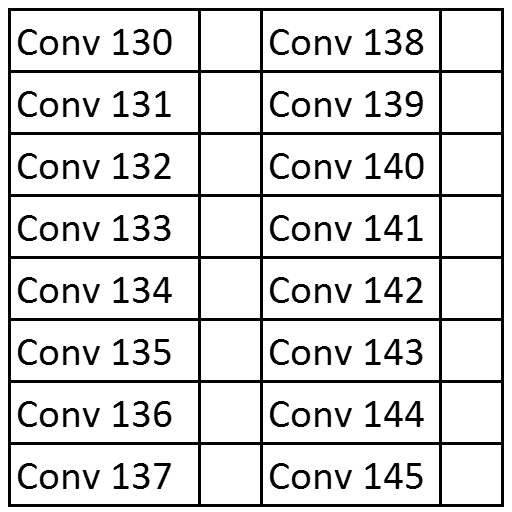 Conv 130 Conv 138
Conv 131 Conv 139
Conv 132 Conv 140
Conv 133 Conv 141
Conv 134 Conv 142
Conv 135 Conv 143
Conv 136 Conv 144
Conv 137 Conv 145